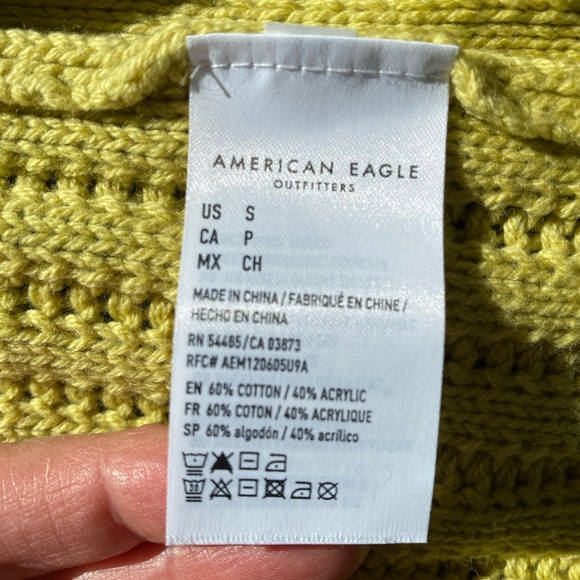 AMERICAN EAGLE
OUTFITTERS
US S
CA P
MX CH
MADE IN CHINA / FABRIQUÉ EN CHINE /
HECHO EN CHINA
RN 54485/CA 03873
RFC# AEM120605U9A
EN 60% COTTON / 40% ACRYLIC
FR 60% COTON / 40% ACRYLIQUE
SP 60% algodón / 40% acrílico
30